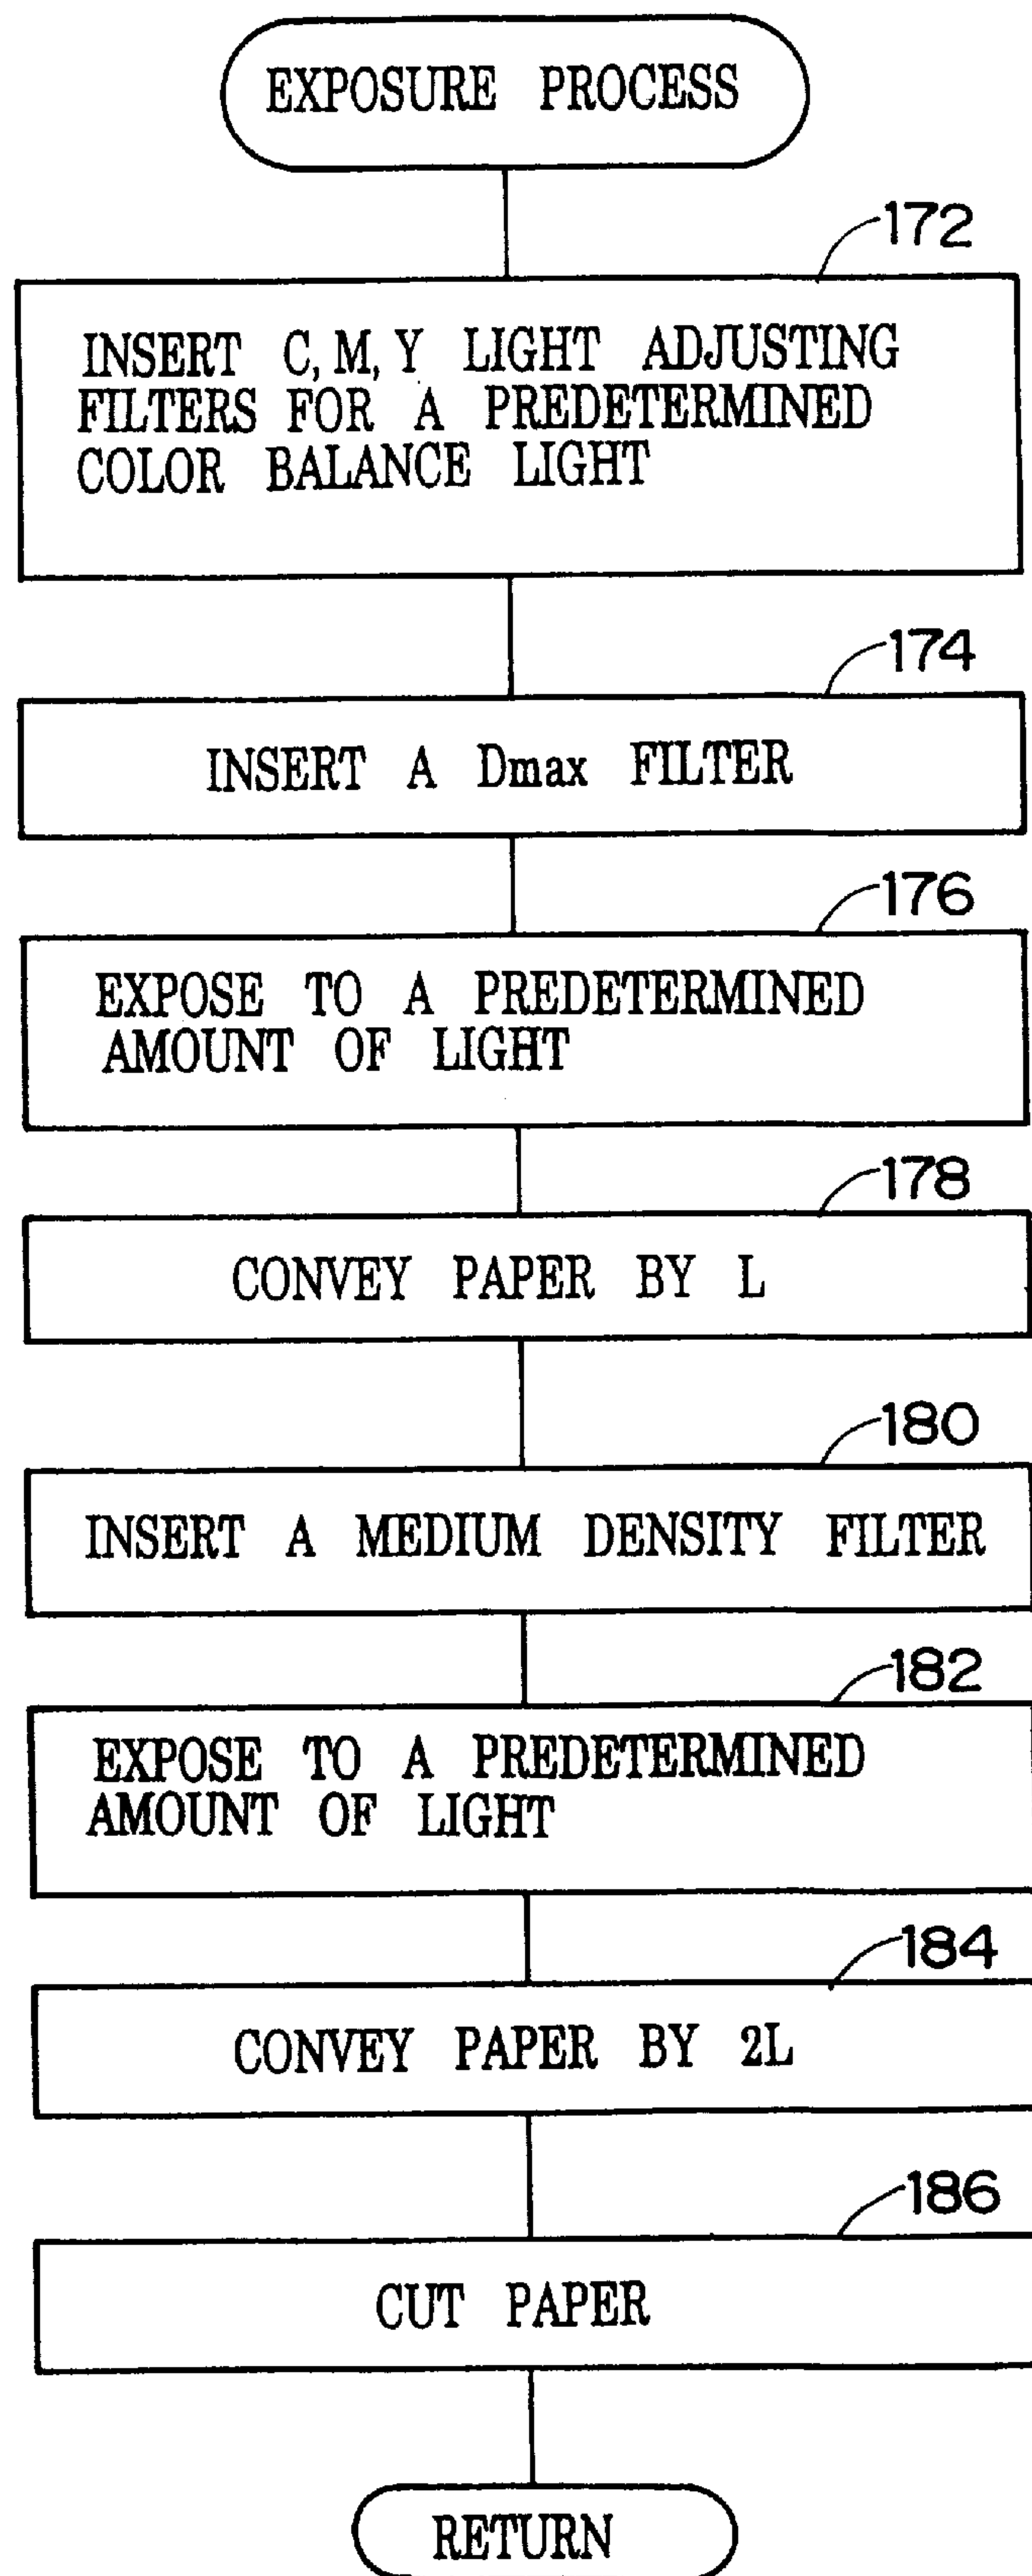 EXPOSURE PROCESS
172
INSERT C, M, Y LIGHT ADJUSTING
FILTERS FOR A PREDETERMINED
COLOR BALANCE LIGHT
174
INSERT A Dmax FILTER
176
EXPOSE TO A PREDETERMINED
AMOUNT OF LIGHT
178
CONVEY PAPER BY L
180
INSERT A MEDIUM DENSITY FILTER
182
EXPOSE TO A PREDETERMINED
AMOUNT OF LIGHT
184
CONVEY PAPER BY 2L
186
CUT PAPER
RETURN